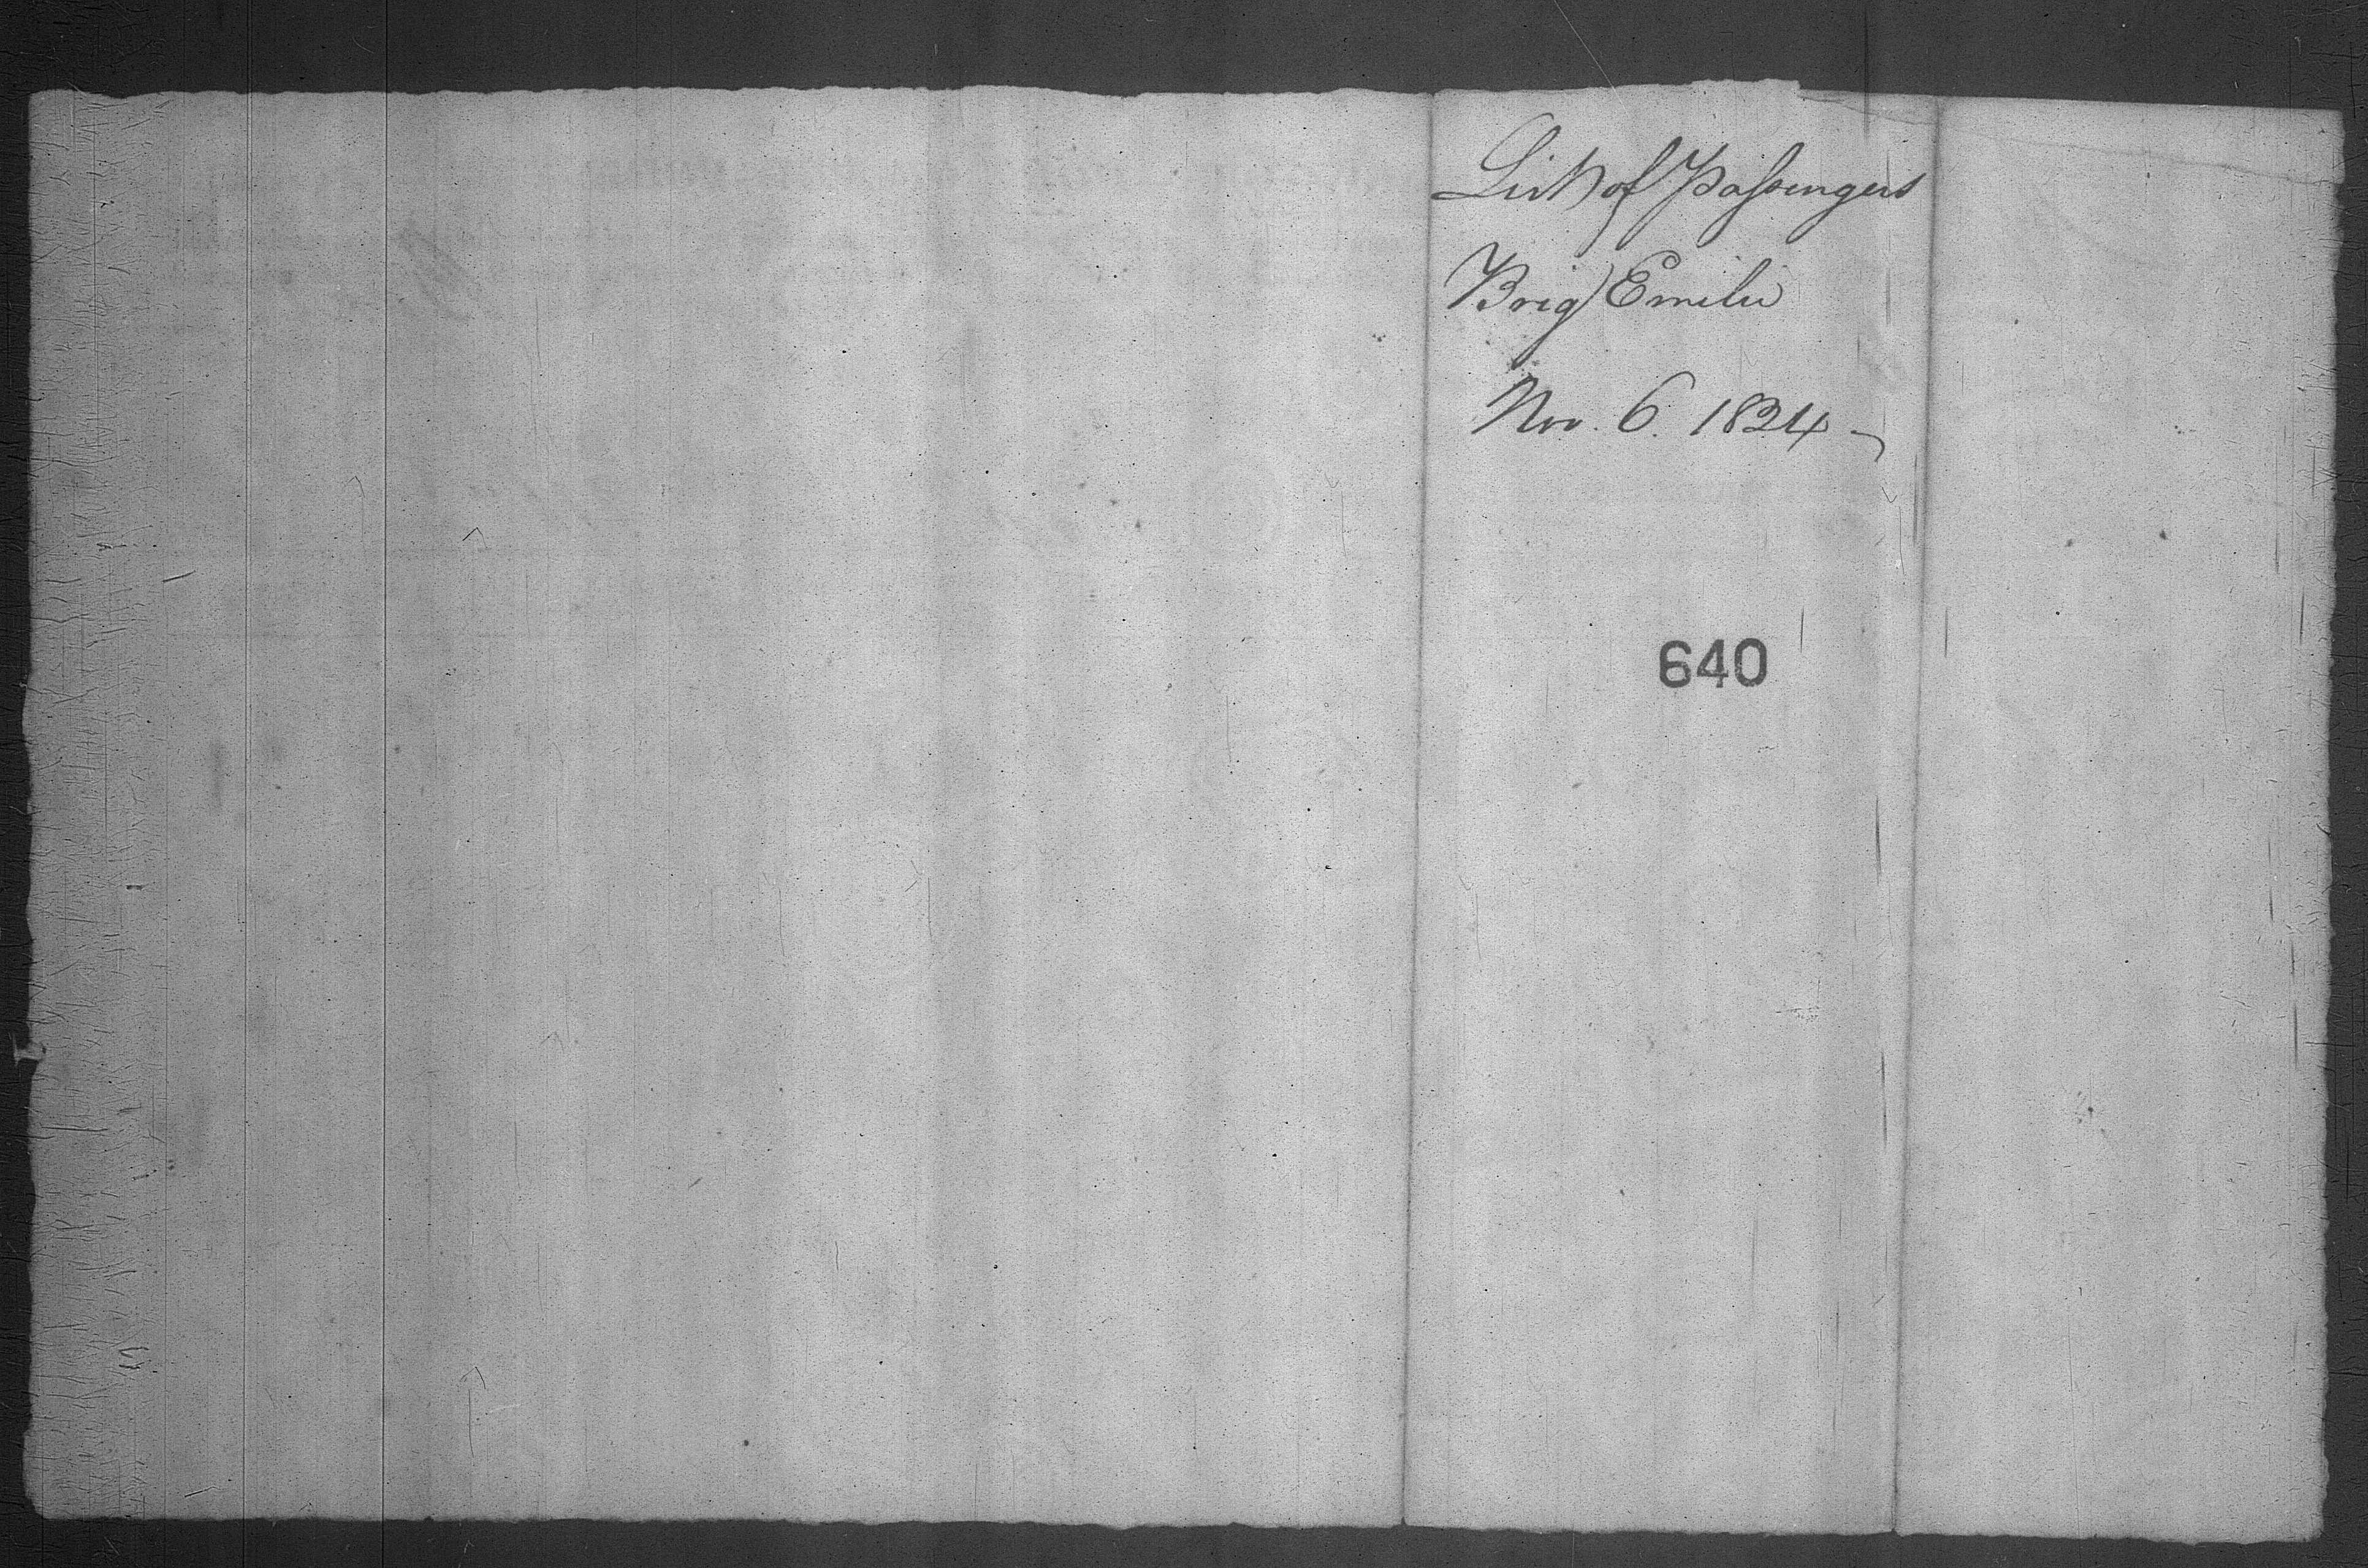 List of Passengers
Brig Emilie
Nov. 6. 1824
640